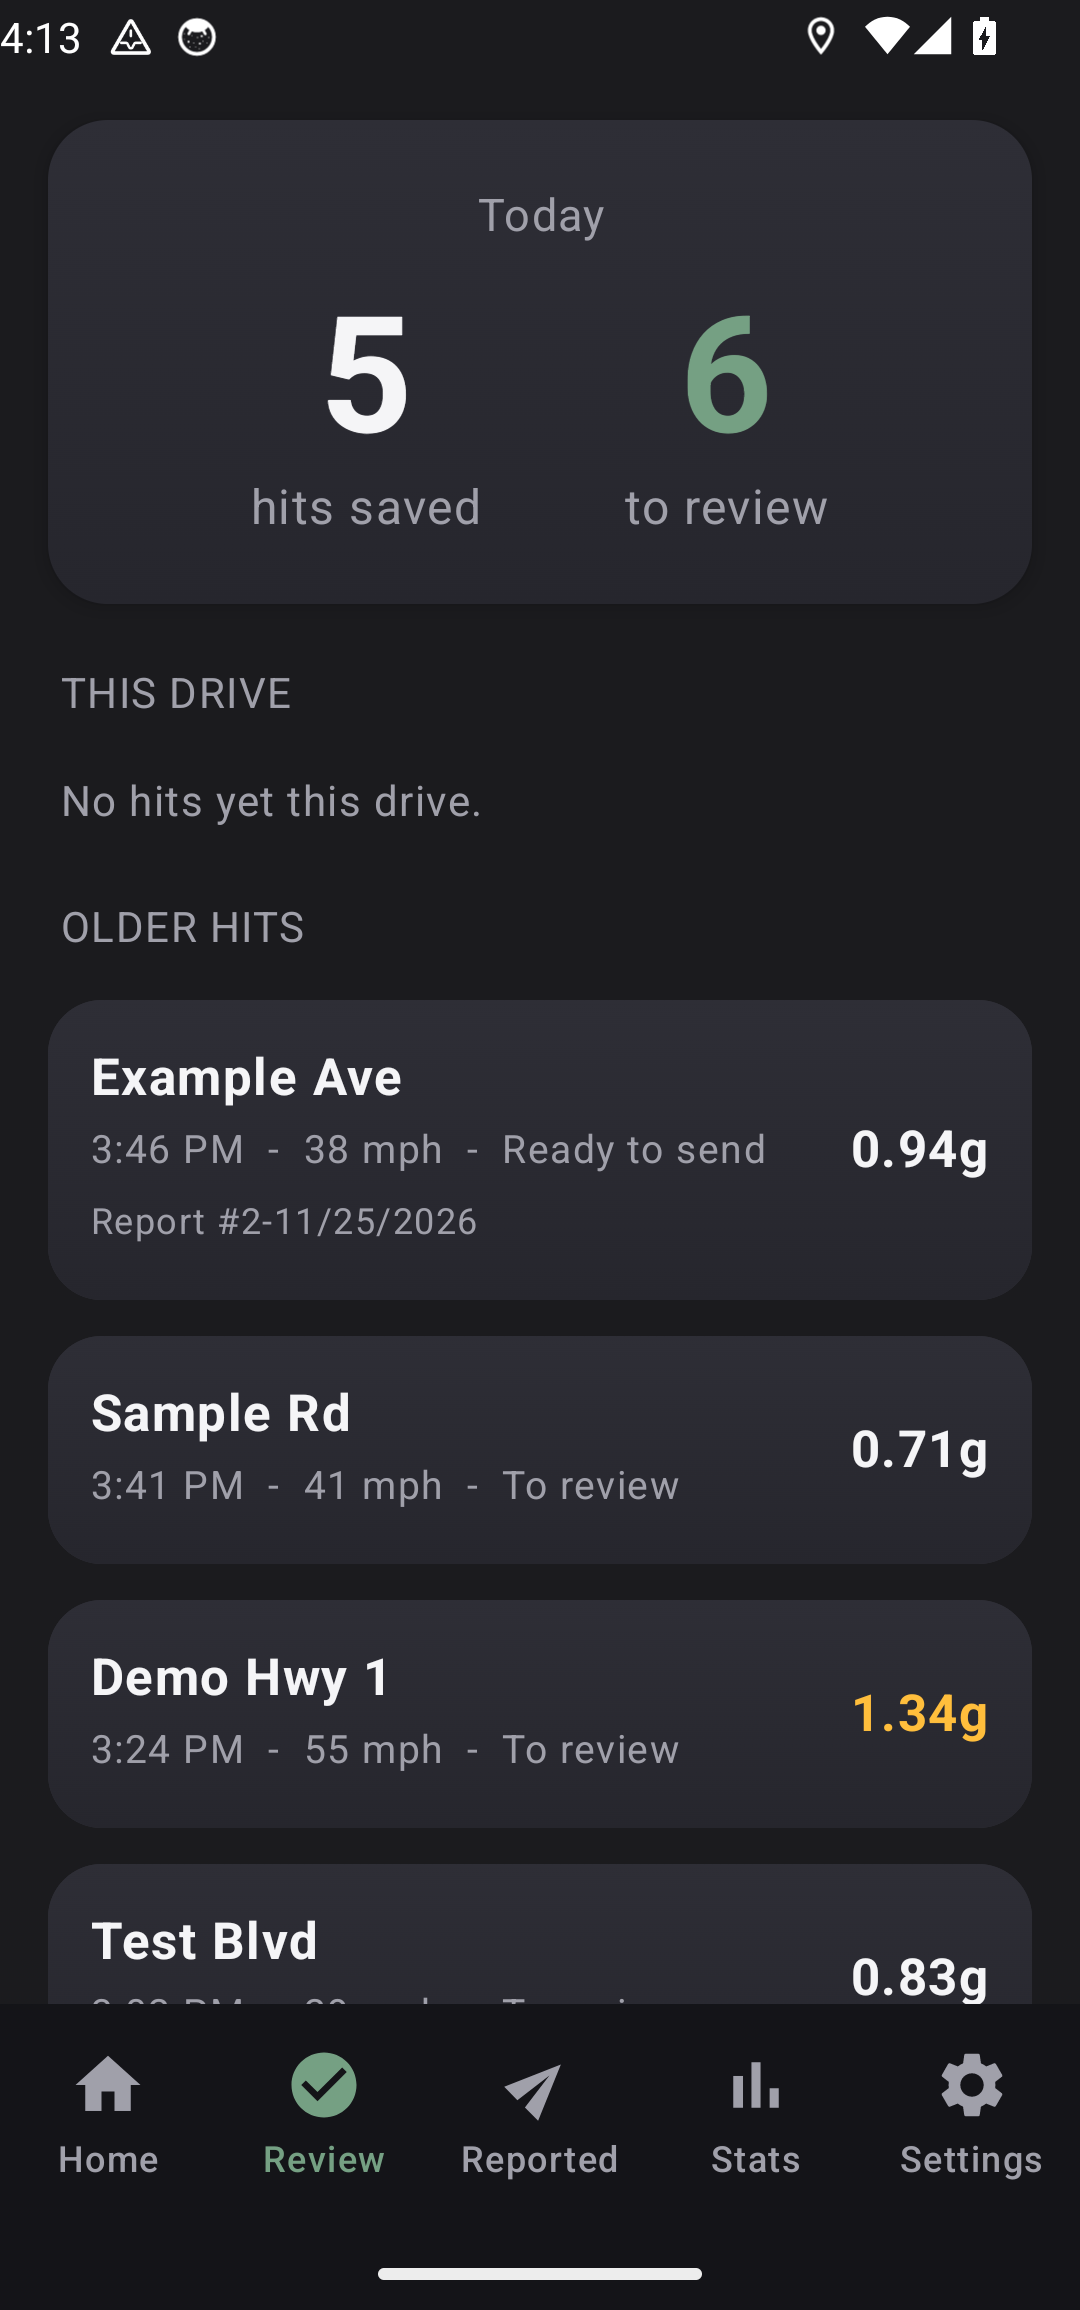 4:13
Today
5 6
hits saved to review
THIS DRIVE
No hits yet this drive.
OLDER HITS
Example Ave
3:46 PM - 38 mph - Ready to send
0.94g
Report #2-11/25/2026
Sample Rd
0.71g
3:41 PM - 41 mph - To review
Demo Hwy 1
1.34g
3:24 PM - 55 mph - To review
Test Blvd
0.83g
Home Review Reported Stats Settings